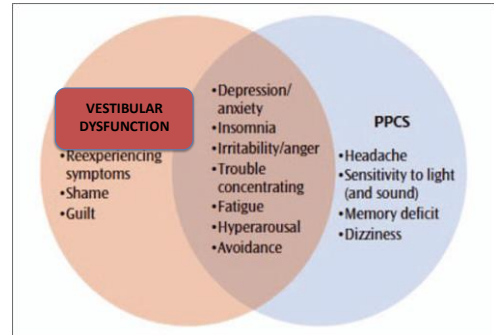 VESTIBULAR
DYSFUNCTION
•Reexperiencing
symptoms
•Shame
•Guilt
•Depression/
anxiety
•Insomnia
•Irritability/anger
•Trouble
concentrating
•Fatigue
•Hyperarousal
•Avoidance
PPCS
•Headache
•Sensitivity to light
(and sound)
•Memory deficit
•Dizziness